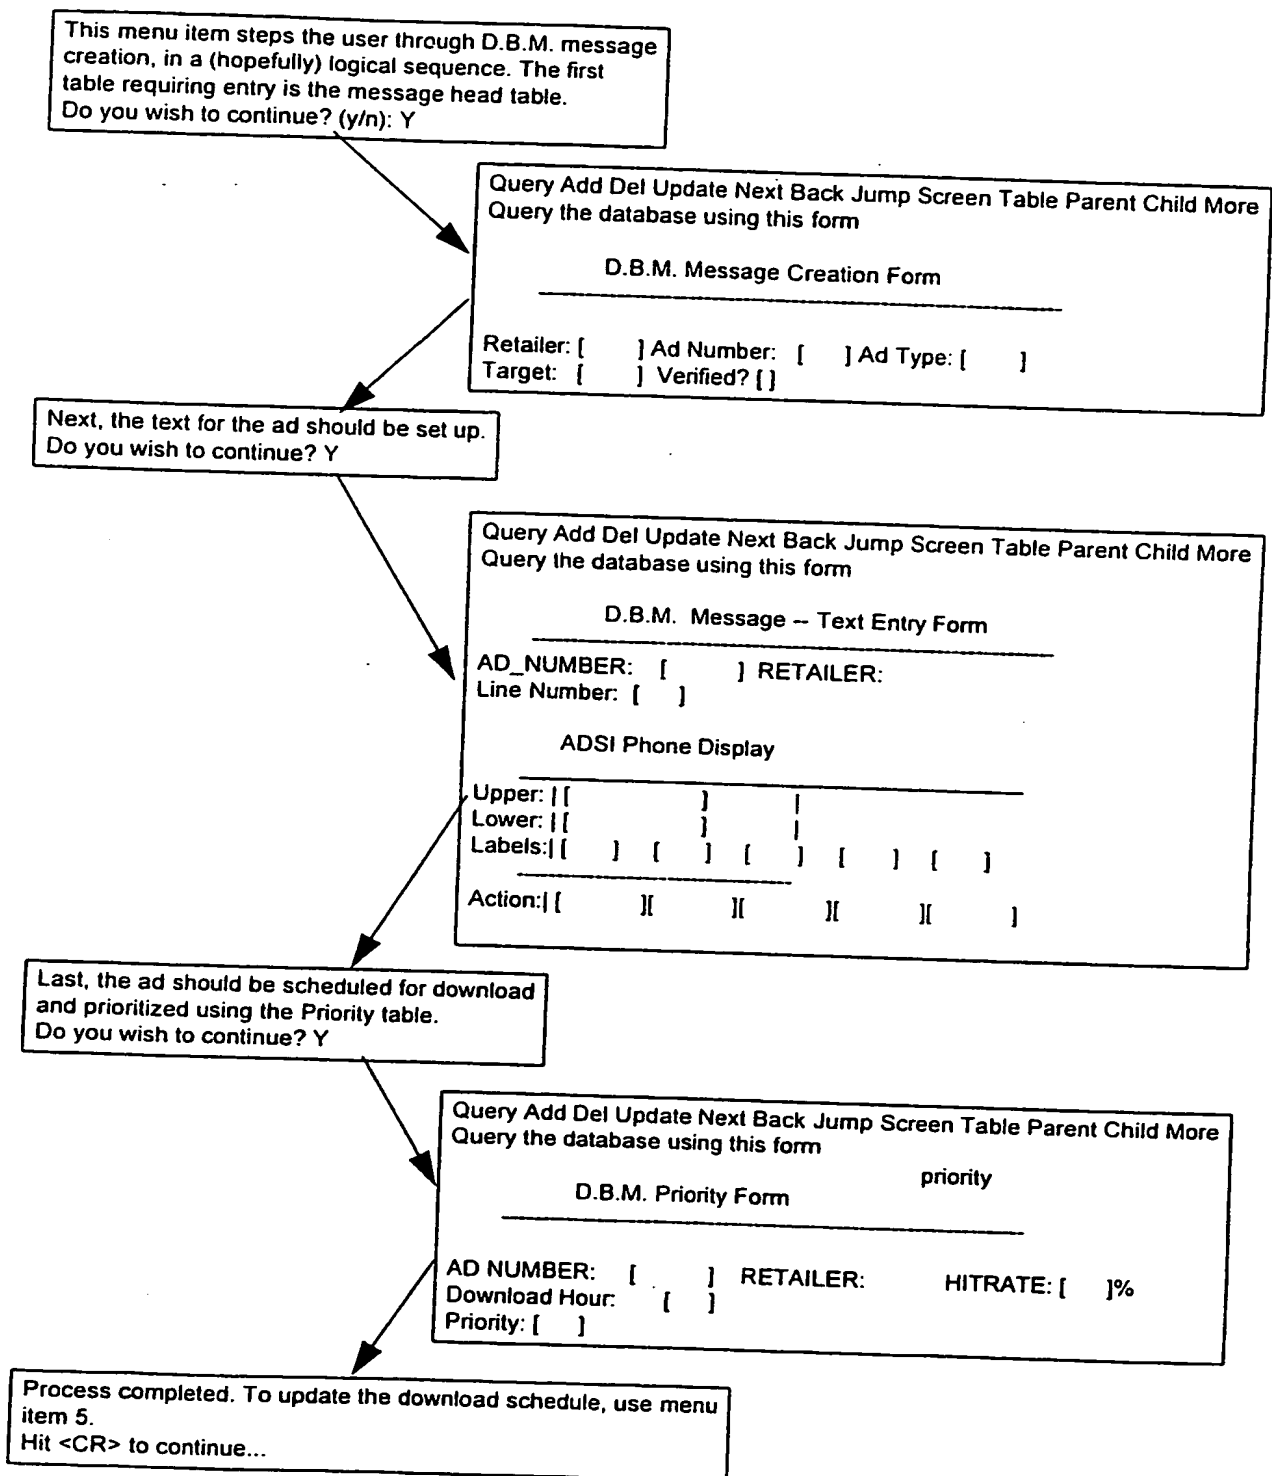 This menu item steps the user through D.B.M. message
creation, in a (hopefully) logical sequence. The first
table requiring entry is the message head table.
Do you wish to continue? (y/n): Y
Query Add Del Update Next Back Jump Screen Table Parent Child More
Query the database using this form
D.B.M. Message Creation Form
Retailer: [ ] Ad Number: [ ] Ad Type: [ ]
Target: [ ] Verified? [ ]
Next, the text for the ad should be set up.
Do you wish to continue? Y
Query Add Del Update Next Back Jump Screen Table Parent Child More
Query the database using this form
D.B.M. Message -- Text Entry Form
AD_NUMBER: [ ] RETAILER:
Line Number: [ ]
ADSI Phone Display
Upper: | [ ] |
Lower: | [ ] |
Labels:| [ ] [ ] [ ] [ ] [ ]
Action:| [ ][ ][ ][ ][ ]
Last, the ad should be scheduled for download
and prioritized using the Priority table.
Do you wish to continue? Y
Query Add Del Update Next Back Jump Screen Table Parent Child More
Query the database using this form
priority
D.B.M. Priority Form
AD NUMBER: [ ] RETAILER: HITRATE: [ ]%
Download Hour: [ ]
Priority: [ ]
Process completed. To update the download schedule, use menu
item 5.
Hit <CR> to continue...